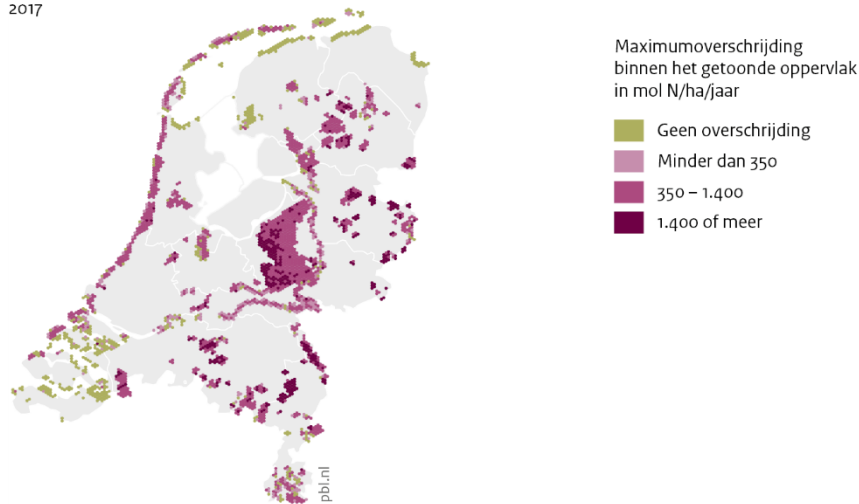 2017
Maximumoverschrijding
binnen het getoonde oppervlak
in mol N/ha/jaar
Geen overschrijding
Minder dan 350
350 – 1.400
1.400 of meer
pbl.nl